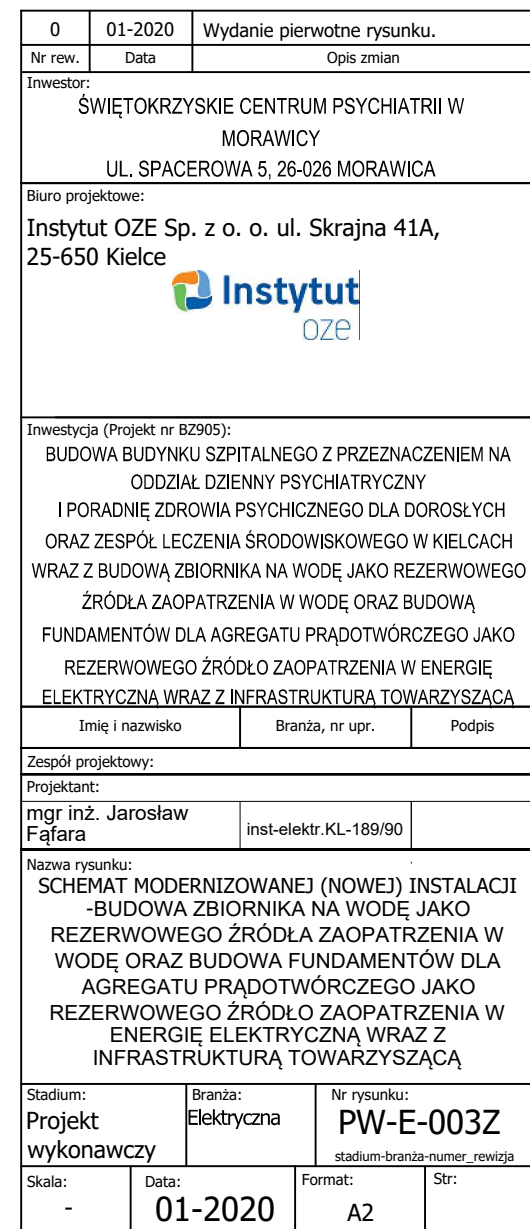 0 01-2020 Wydanie pierwotne rysunku.
Nr rew. Data Opis zmian
Inwestor:
ŚWIĘTOKRZYSKIE CENTRUM PSYCHIATRII W
MORAWICY
UL. SPACEROWA 5, 26-026 MORAWICA
Biuro projektowe:
Instytut OZE Sp. z o. o. ul. Skrajna 41A,
25-650 Kielce
Instytut
oze
Inwestycja (Projekt nr BZ905):
BUDOWA BUDYNKU SZPITALNEGO Z PRZEZNACZENIEM NA
ODDZIAŁ DZIENNY PSYCHIATRYCZNY
I PORADNIĘ ZDROWIA PSYCHICZNEGO DLA DOROSŁYCH
ORAZ ZESPÓŁ LECZENIA ŚRODOWISKOWEGO W KIELCACH
WRAZ Z BUDOWĄ ZBIORNIKA NA WODĘ JAKO REZERWOWEGO
ŹRÓDŁA ZAOPATRZENIA W WODĘ ORAZ BUDOWĄ
FUNDAMENTÓW DLA AGREGATU PRĄDOTWÓRCZEGO JAKO
REZERWOWEGO ŹRÓDŁO ZAOPATRZENIA W ENERGIĘ
ELEKTRYCZNĄ WRAZ Z INFRASTRUKTURĄ TOWARZYSZĄCĄ
Imię i nazwisko Branża, nr upr. Podpis
Zespół projektowy:
Projektant:
mgr inż. Jarosław
Fąfara inst-elektr.KL-189/90
Nazwa rysunku:
SCHEMAT MODERNIZOWANEJ (NOWEJ) INSTALACJI
-BUDOWA ZBIORNIKA NA WODĘ JAKO
REZERWOWEGO ŹRÓDŁA ZAOPATRZENIA W
WODĘ ORAZ BUDOWA FUNDAMENTÓW DLA
AGREGATU PRĄDOTWÓRCZEGO JAKO
REZERWOWEGO ŹRÓDŁO ZAOPATRZENIA W
ENERGIĘ ELEKTRYCZNĄ WRAZ Z
INFRASTRUKTURĄ TOWARZYSZĄCĄ
Stadium: Branża: Nr rysunku:
Projekt Elektryczna PW-E-003Z
wykonawczy stadium-branża-numer_rewizja
Skala: Data: Format: Str:
- 01-2020 A2